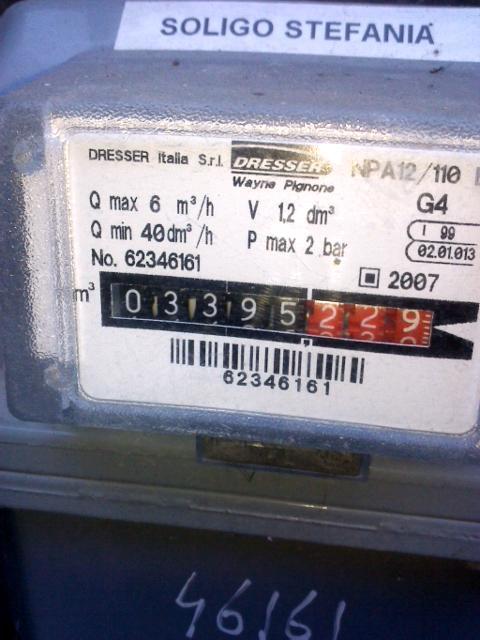 SOLIGO STEFANIA
DRESSER Italia S.r.l. DRESSER NPA12/110
Wayne Pignone
Q max 6 m³/h V 1,2 dm³ G4
Q min 40dm³/h P max 2 bar I 99
No. 62346161 02.01.013
2007
m³ 03395229
62346161
46161